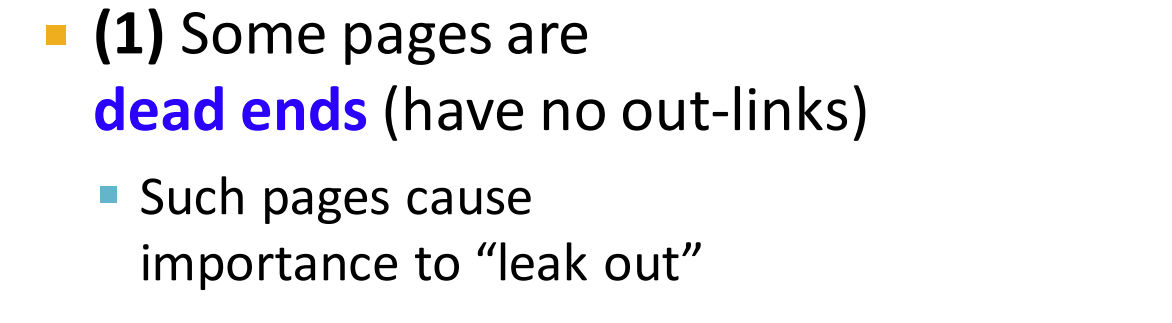 (1) Some pages are
dead ends (have no out-links)
Such pages cause
importance to “leak out”